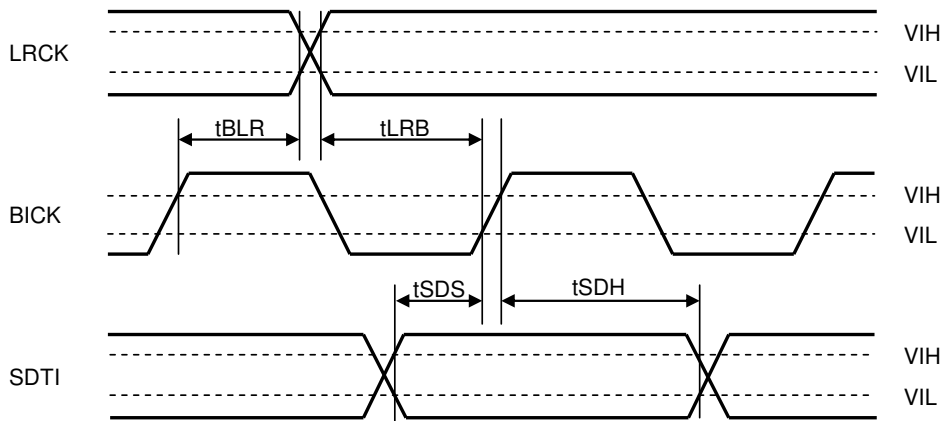 LRCK
VIH
VIL
tBLR
tLRB
BICK
VIH
VIL
tSDS
tSDH
SDTI
VIH
VIL